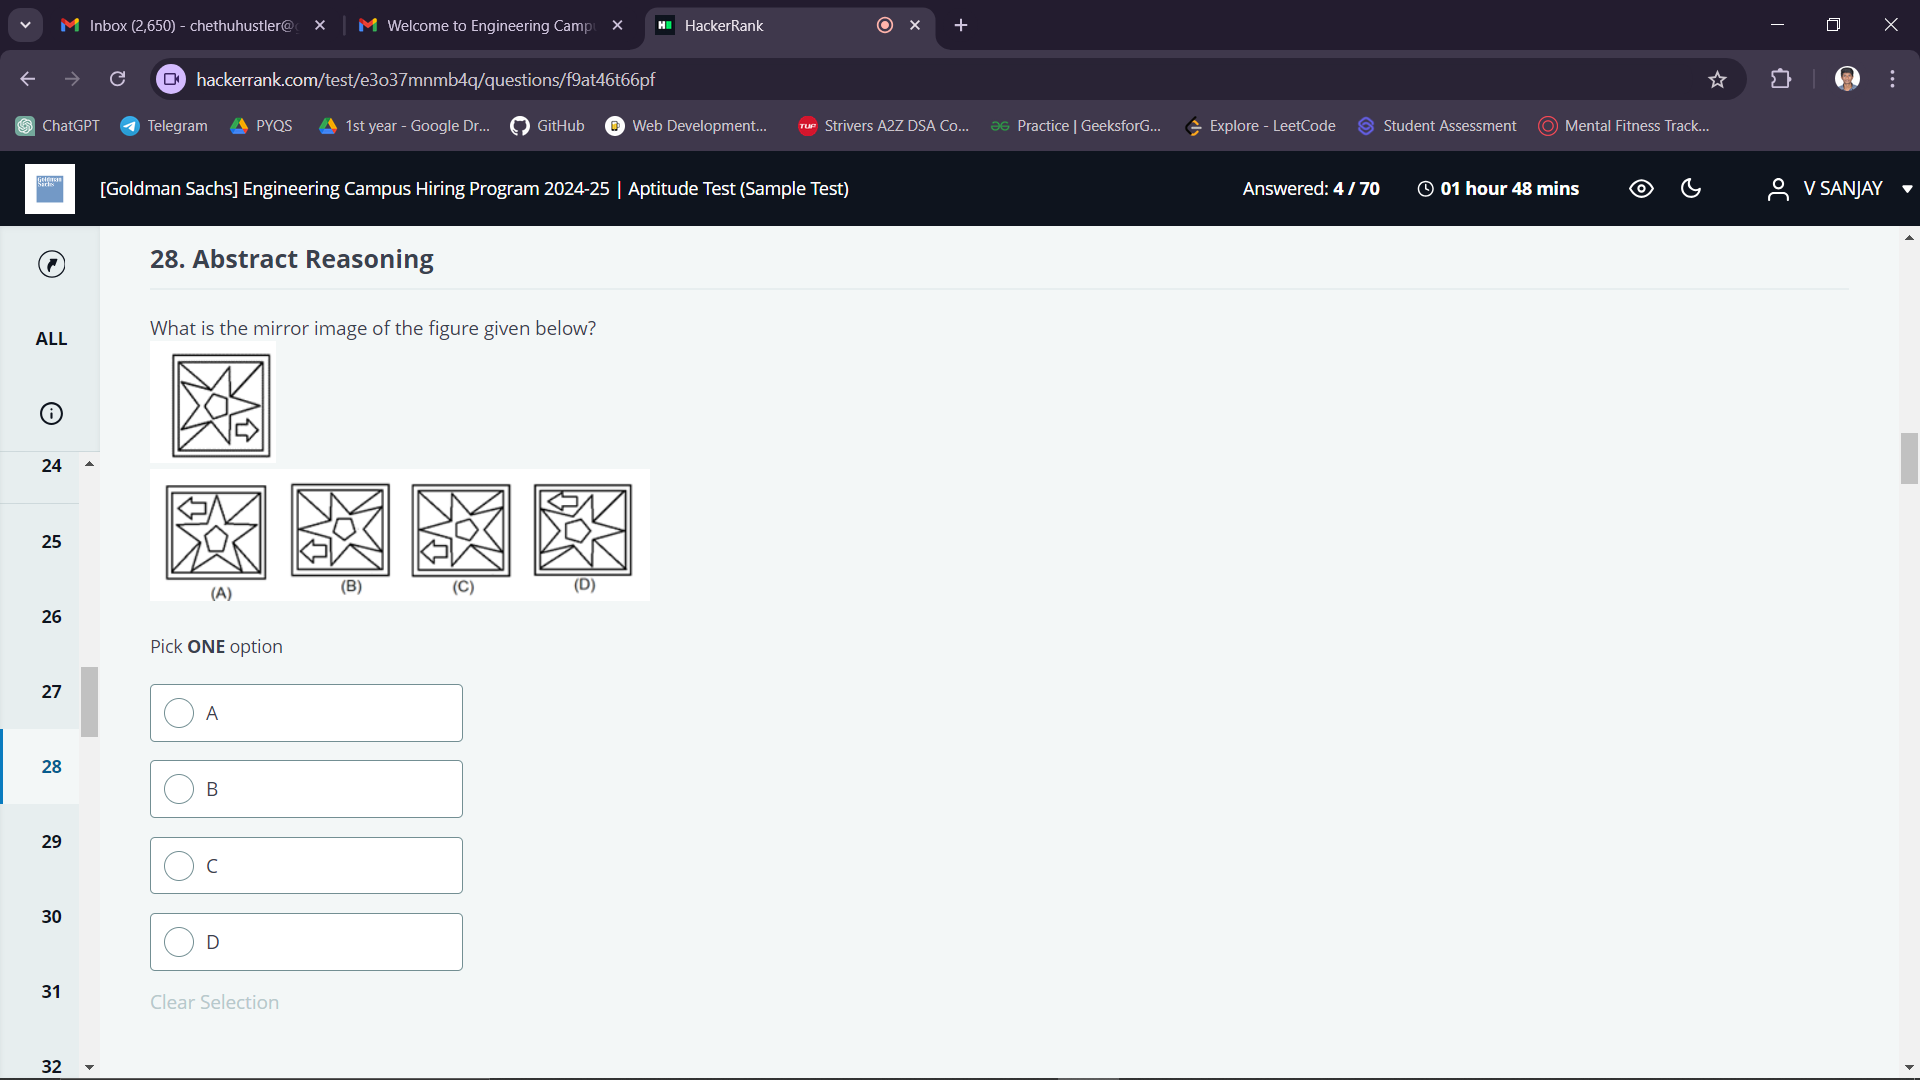 Inbox (2,650) - chethuhustler@g
Welcome to Engineering Camp
HackerRank
hackerrank.com/test/e3o37mnmb4q/questions/f9at46t66pf
ChatGPT
Telegram
PYQS
1st year - Google Dr...
GitHub
Web Development...
TUF Strivers A2Z DSA Co...
Practice | GeeksforG...
Explore - LeetCode
Student Assessment
Mental Fitness Track...
Goldman
Sachs
[Goldman Sachs] Engineering Campus Hiring Program 2024-25 | Aptitude Test (Sample Test)
Answered: 4 / 70
01 hour 48 mins
V SANJAY
ALL
24
25
26
27
28
29
30
31
32
28. Abstract Reasoning
What is the mirror image of the figure given below?
(A)
(B)
(C)
(D)
Pick ONE option
A
B
C
D
Clear Selection